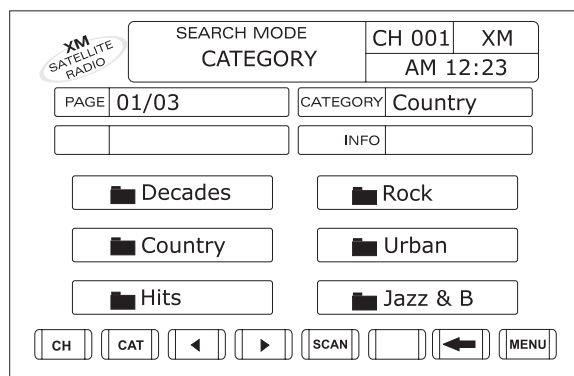 XM
SATELLITE
RADIO
SEARCH MODE
CATEGORY
CH 001 XM
AM 12:23
PAGE 01/03
CATEGORY Country
INFO
Decades
Rock
Country
Urban
Hits
Jazz & B
CH CAT SCAN MENU